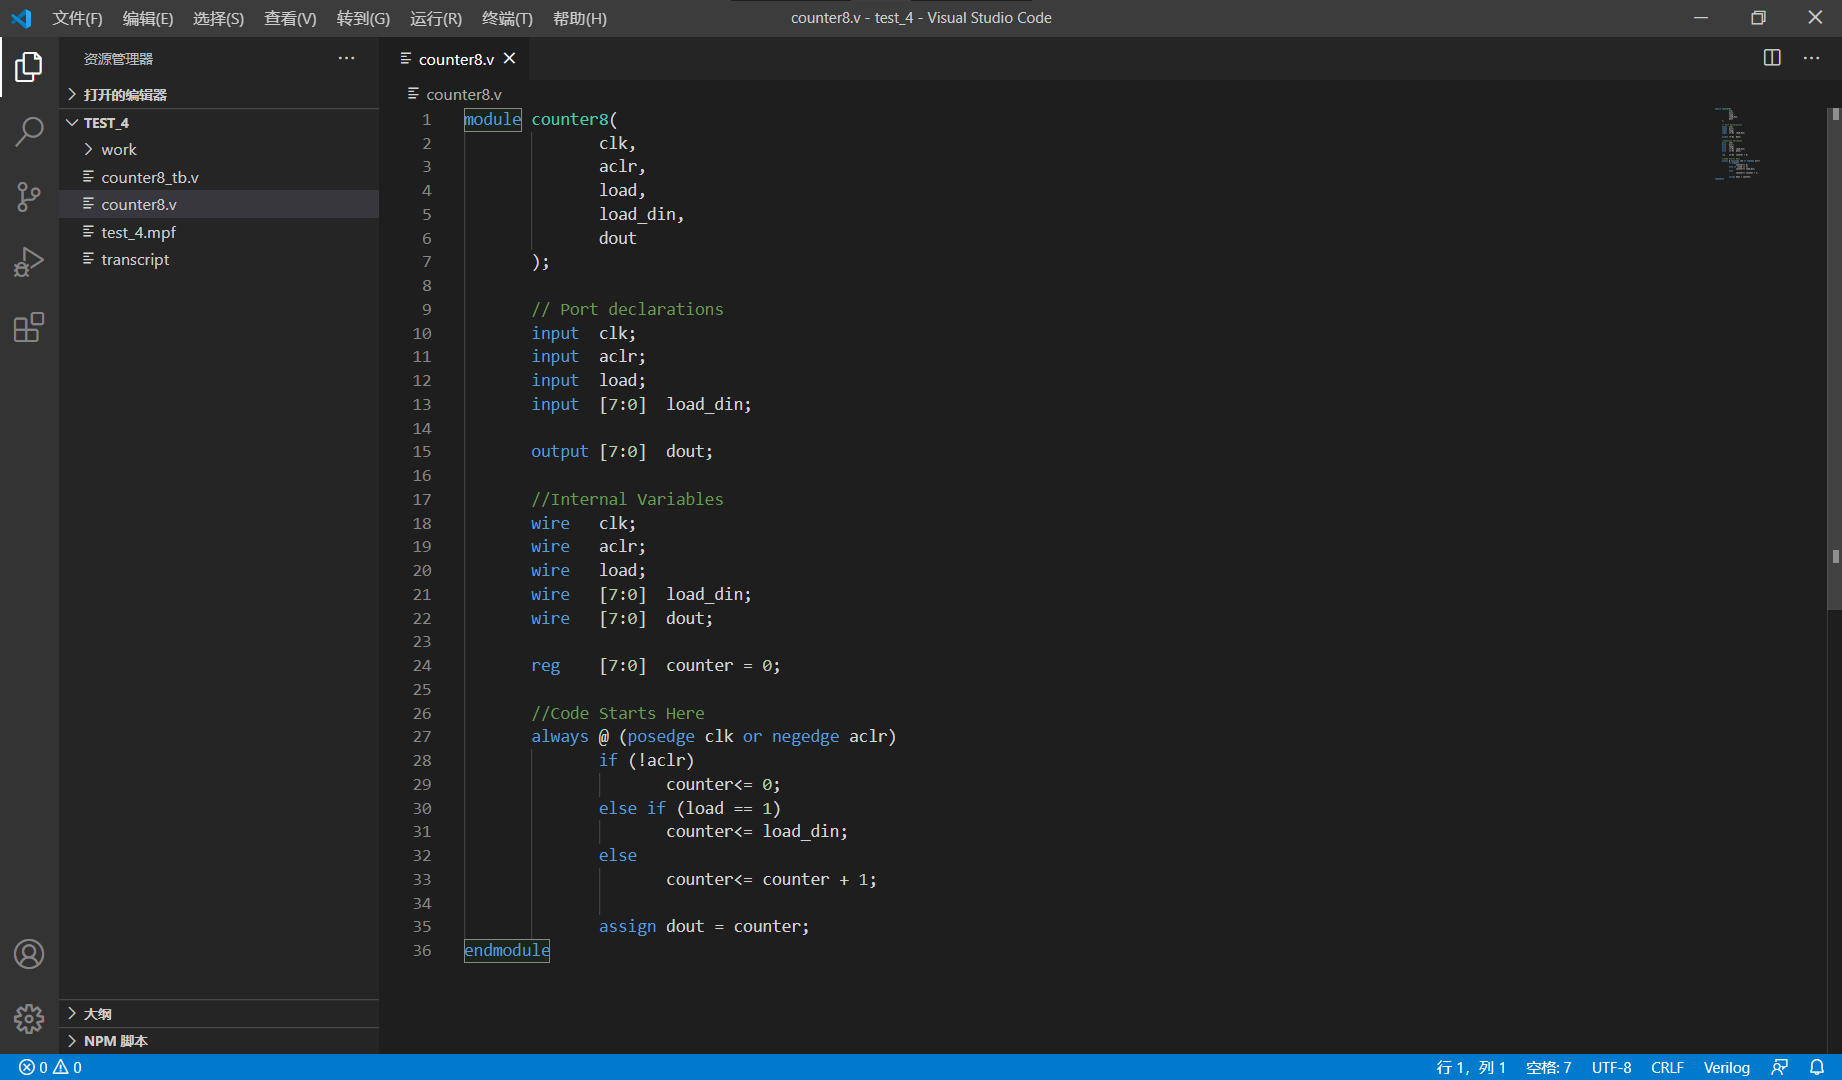 文件(F) 编辑(E) 选择(S) 查看(V) 转到(G) 运行(R) 终端(T) 帮助(H) counter8.v - test_4 - Visual Studio Code
资源管理器
打开的编辑器
TEST_4
work
counter8_tb.v
counter8.v
test_4.mpf
transcript
大纲
NPM 脚本
counter8.v
counter8.v
1 module counter8(
2 clk,
3 aclr,
4 load,
5 load_din,
6 dout
7 );
8
9 // Port declarations
10 input clk;
11 input aclr;
12 input load;
13 input [7:0] load_din;
14
15 output [7:0] dout;
16
17 //Internal Variables
18 wire clk;
19 wire aclr;
20 wire load;
21 wire [7:0] load_din;
22 wire [7:0] dout;
23
24 reg [7:0] counter = 0;
25
26 //Code Starts Here
27 always @ (posedge clk or negedge aclr)
28 if (!aclr)
29 counter<= 0;
30 else if (load == 1)
31 counter<= load_din;
32 else
33 counter<= counter + 1;
34
35 assign dout = counter;
36 endmodule
0 0 行 1，列 1 空格: 7 UTF-8 CRLF Verilog